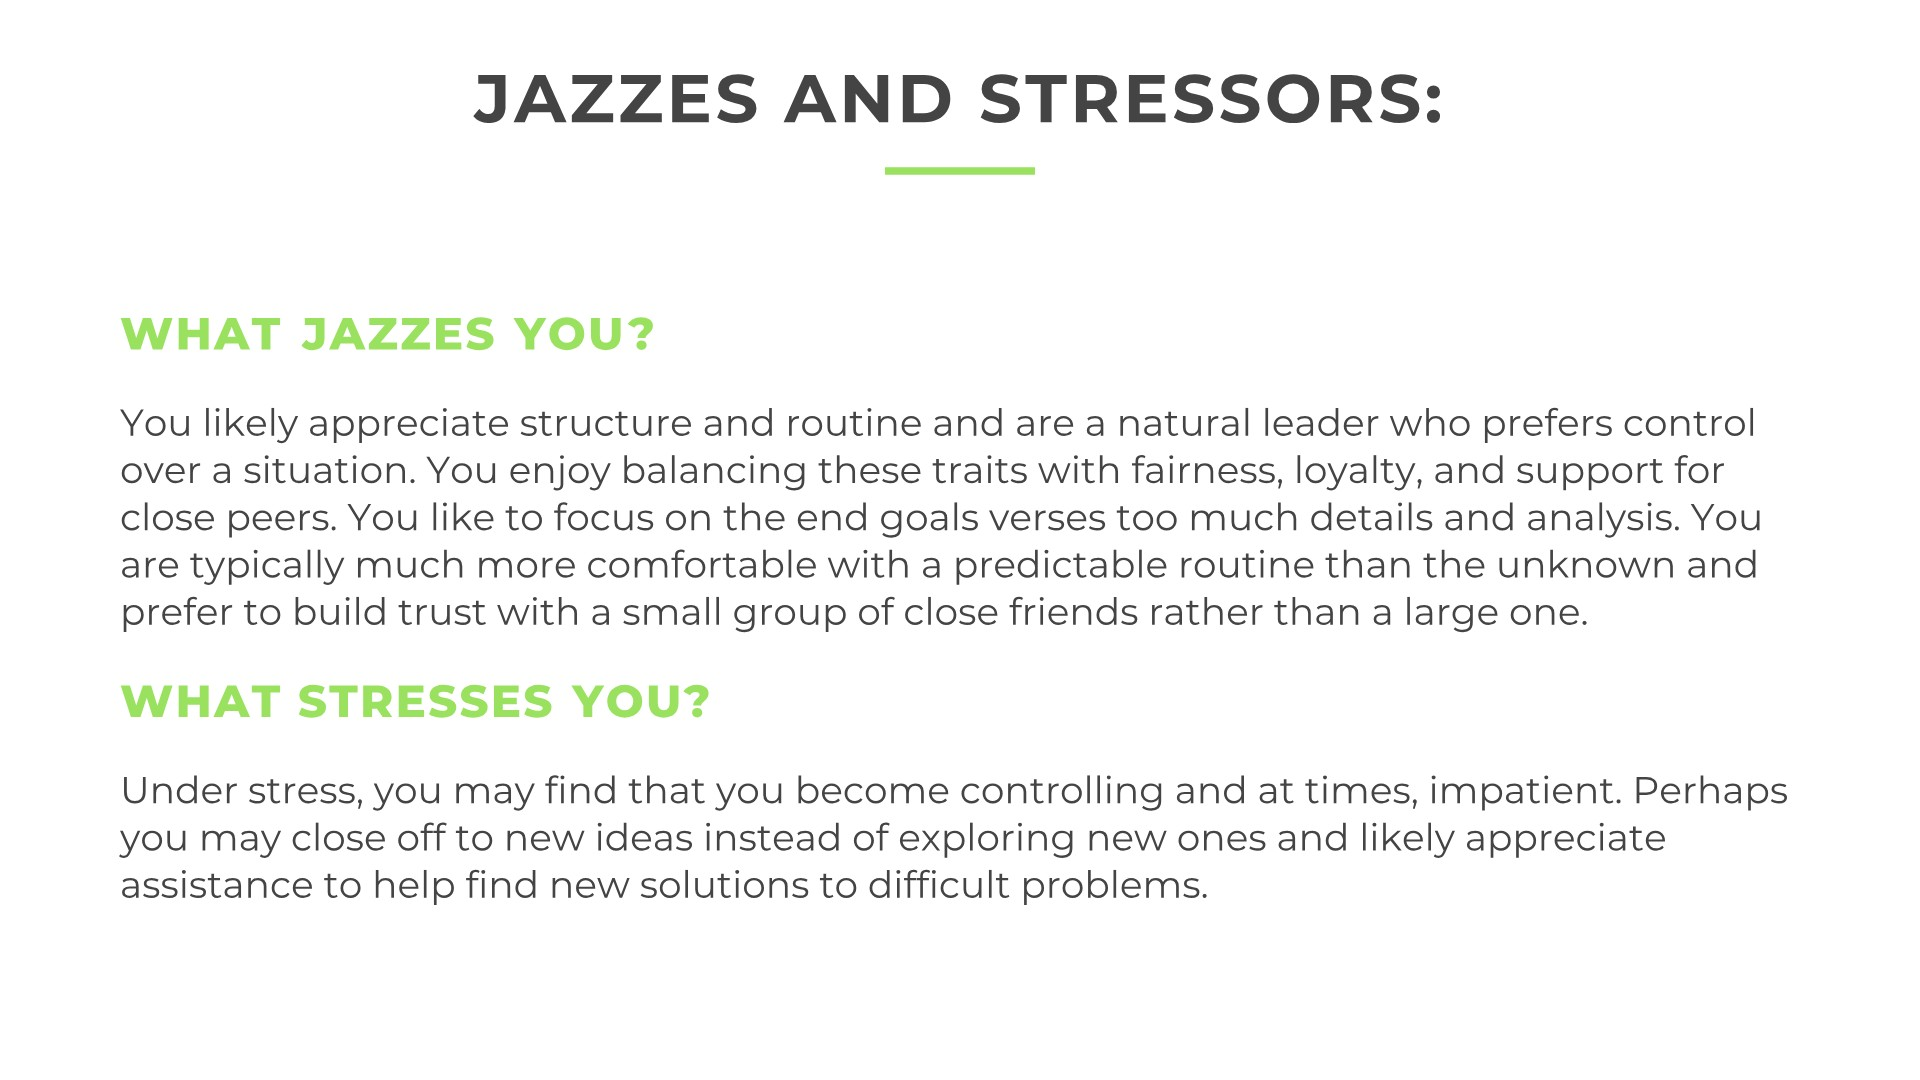 JAZZES AND STRESSORS:
WHAT JAZZES YOU?
You likely appreciate structure and routine and are a natural leader who prefers control
over a situation. You enjoy balancing these traits with fairness, loyalty, and support for
close peers. You like to focus on the end goals verses too much details and analysis. You
are typically much more comfortable with a predictable routine than the unknown and
prefer to build trust with a small group of close friends rather than a large one.
WHAT STRESSES YOU?
Under stress, you may find that you become controlling and at times, impatient. Perhaps
you may close off to new ideas instead of exploring new ones and likely appreciate
assistance to help find new solutions to difficult problems.